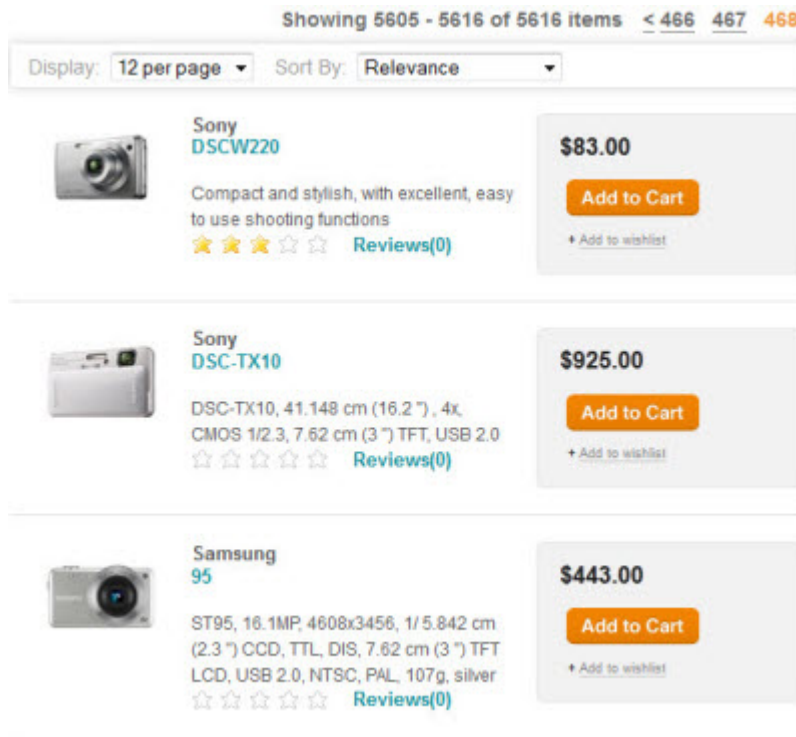 Showing 5605 - 5616 of 5616 items < 466 467 468
Display: 12 per page Sort By: Relevance
Sony
DSCW220
$83.00
Compact and stylish, with excellent, easy
to use shooting functions
Add to Cart
Reviews(0)
+ Add to wishlist
Sony
DSC-TX10
$925.00
DSC-TX10, 41.148 cm (16.2 ") , 4x,
CMOS 1/2.3, 7.62 cm (3 ") TFT, USB 2.0
Add to Cart
Reviews(0)
+ Add to wishlist
Samsung
95
$443.00
ST95, 16.1MP, 4608x3456, 1/ 5.842 cm
(2.3 ") CCD, TTL, DIS, 7.62 cm (3 ") TFT
LCD, USB 2.0, NTSC, PAL, 107g, silver
Add to Cart
Reviews(0)
+ Add to wishlist